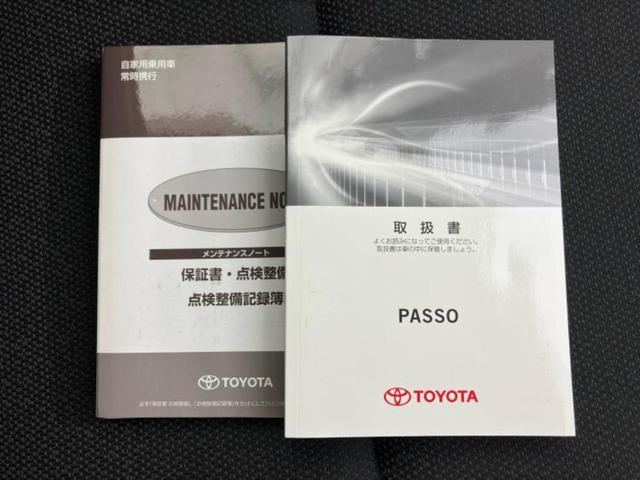 自家用乗用車
常時携行
MAINTENANCE NO
メンテナンスノート
保証書・点検整備
点検整備記録簿
TOYOTA
取扱書
よくお読みになってご使用ください。
取扱書は車の中に保管しましょう。
PASSO
TOYOTA